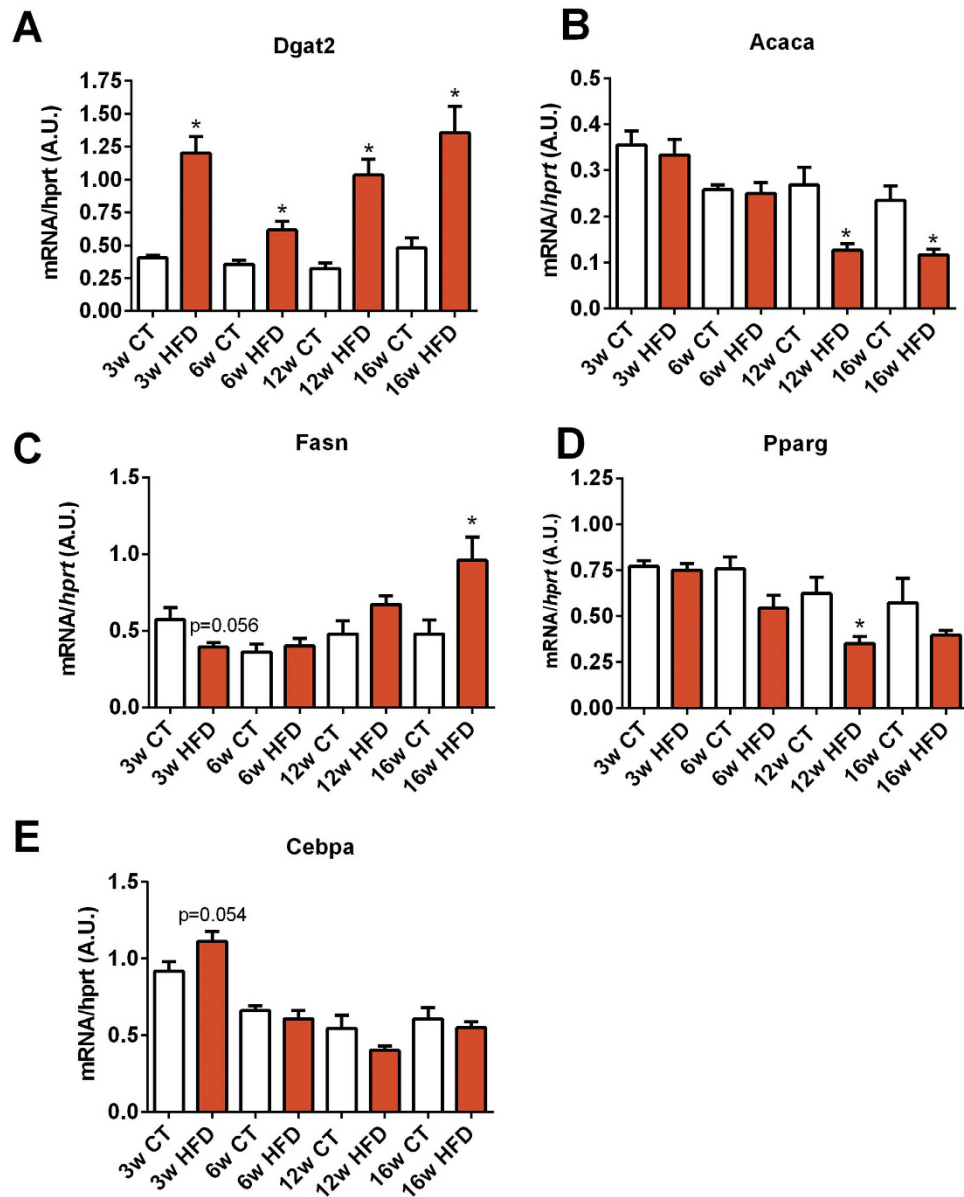 A
Dgat2
mRNA/hprt (A.U.)
1.75
1.50
1.25
1.00
0.75
0.50
0.25
0.00
*
*
*
*
3w CT
3w HFD
6w CT
6w HFD
12w CT
12w HFD
16w CT
16w HFD
B
Acaca
mRNA/hprt (A.U.)
0.5
0.4
0.3
0.2
0.1
0.0
*
*
3w CT
3w HFD
6w CT
6w HFD
12w CT
12w HFD
16w CT
16w HFD
C
Fasn
mRNA/hprt (A.U.)
1.5
1.0
0.5
0.0
p=0.056
*
3w CT
3w HFD
6w CT
6w HFD
12w CT
12w HFD
16w CT
16w HFD
D
Pparg
mRNA/hprt (A.U.)
1.25
1.00
0.75
0.50
0.25
0.00
*
3w CT
3w HFD
6w CT
6w HFD
12w CT
12w HFD
16w CT
16w HFD
E
Cebpa
mRNA/hprt (A.U.)
1.5
1.0
0.5
0.0
p=0.054
3w CT
3w HFD
6w CT
6w HFD
12w CT
12w HFD
16w CT
16w HFD